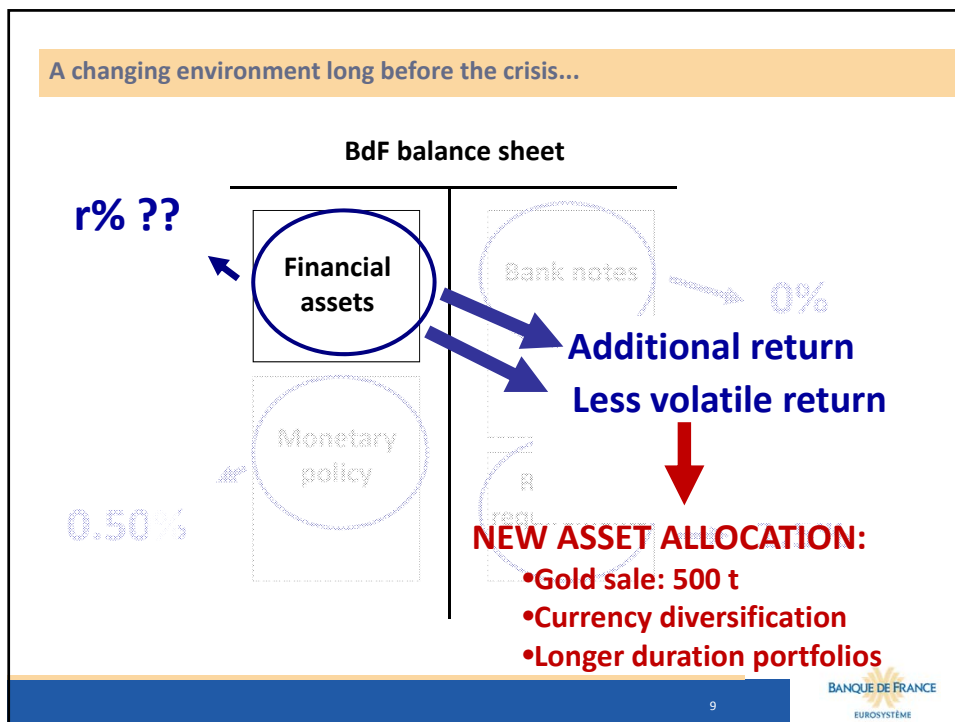 A changing environment long before the crisis...
BdF balance sheet
r% ??
Financial
assets
Bank notes
0%
Additional return
Less volatile return
Monetary
policy
0.50%
NEW ASSET ALLOCATION:
•Gold sale: 500 t
•Currency diversification
•Longer duration portfolios
9
BANQUE DE FRANCE
EUROSYSTÈME